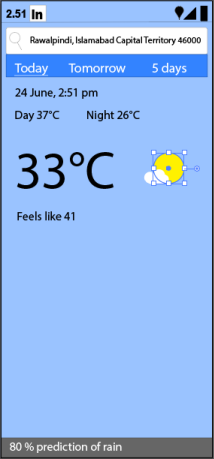 2.51 in
Rawalpindi, Islamabad Capital Territory 46000
Today Tomorrow 5 days
24 June, 2:51 pm
Day 37°C Night 26°C
33°C
Feels like 41
80 % prediction of rain